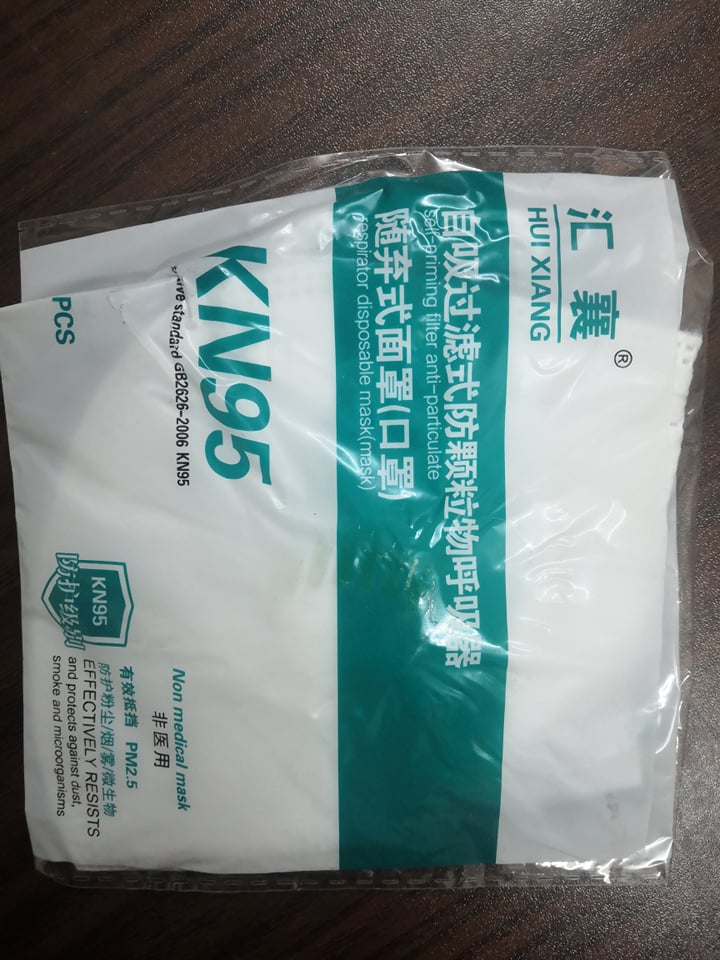 汇襄®
HUI XIANG
自吸过滤式防颗粒物呼吸器
self-priming filter anti-particulate
随弃式面罩(口罩)
respirator disposable mask(mask)
KN95
standard GB2626-2006 KN95
PCS
Non medical mask
非医用
KN95
防护级别
有效抵挡 PM2.5
防护粉尘/烟/雾/微生物
EFFECTIVELY RESISTS
and protects against dust,
smoke and microorganisms